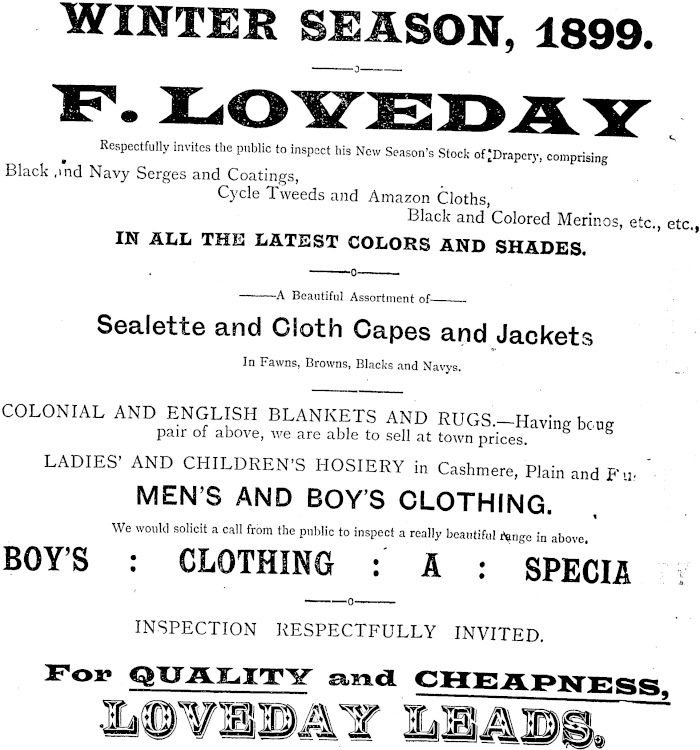 WINTER SEASON, 1899.
F. LOVEDAY
Respectfully invites the public to inspect his New Season's Stock of Drapery, comprising
Black and Navy Serges and Coatings,
Cycle Tweeds and Amazon Cloths,
Black and Colored Merinos, etc., etc.,
IN ALL THE LATEST COLORS AND SHADES.
A Beautiful Assortment of
Sealette and Cloth Capes and Jackets
In Fawns, Browns, Blacks and Navys.
COLONIAL AND ENGLISH BLANKETS AND RUGS.—Having
pair of above, we are able to sell at town prices.
LADIES' AND CHILDREN'S HOSIERY in Cashmere, Plain and
MEN'S AND BOY'S CLOTHING.
We would solicit a call from the public to inspect a really beautiful range in above.
BOY'S : CLOTHING : A : SPECIA
INSPECTION RESPECTFULLY INVITED.
For QUALITY and CHEAPNESS,
LOVEDAY LEADS.